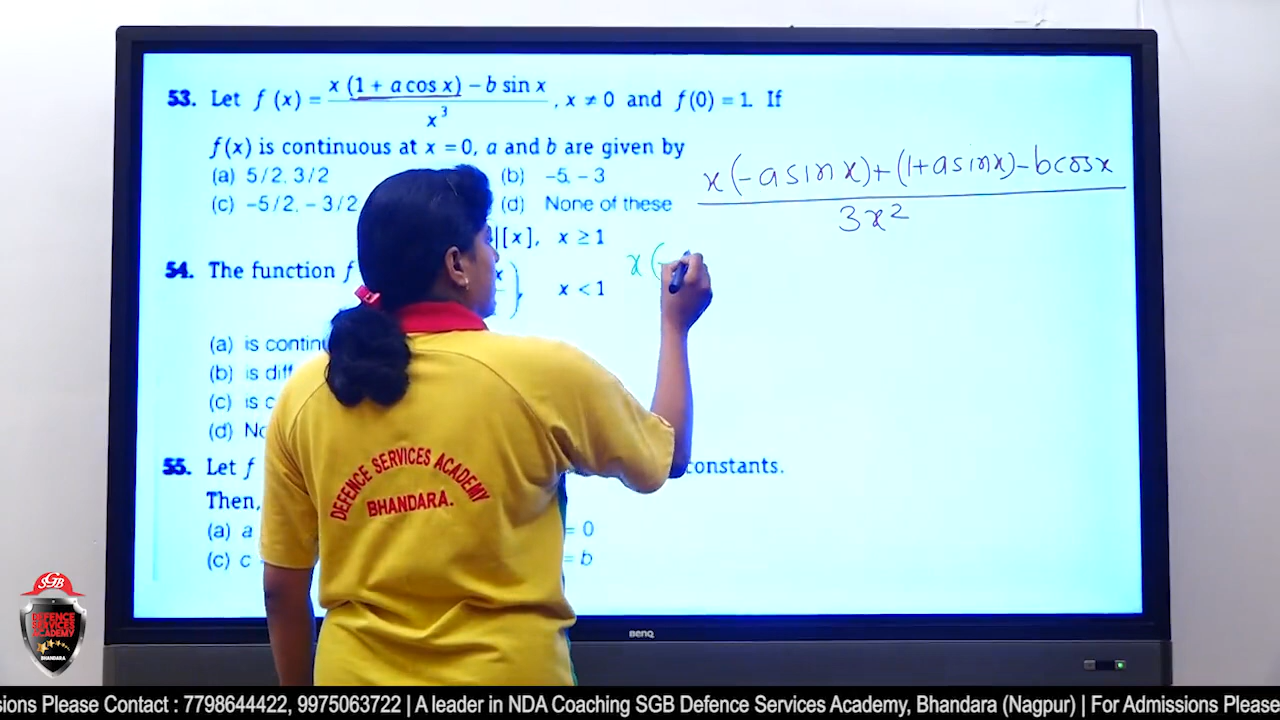 53. Let f (x) = x (1 + a cos x) – b sin x / x³ , x ≠ 0 and f(0) = 1. If
f(x) is continuous at x = 0, a and b are given by
(a) 5/2, 3/2 (b) –5, – 3
(c) –5/2, – 3/2 (d) None of these
x(-a sin x)+(1+a sin x)-b cos x / 3x²
|[x], x ≥ 1
54. The function f
x < 1
x (-
(a) is
(b) is
(c) is
(d)
55. Let f constants.
Then,
(a) a = 0
(c) c = b
DEFENCE SERVICES ACADEMY
BHANDARA.
BENQ
SGB
DEFENCE
SERVICES
ACADEMY
BHANDARA
sions Please Contact : 7798644422, 9975063722 | A leader in NDA Coaching SGB Defence Services Academy, Bhandara (Nagpur) | For Admissions Please